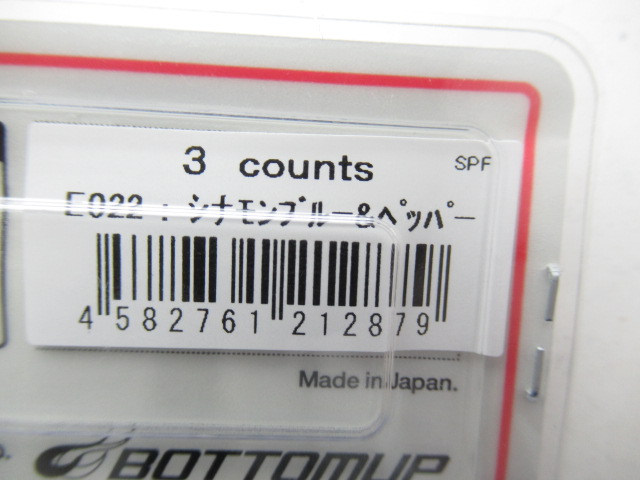 3 counts
SPF
E022 : シナモンブルー&ペッパー
4 582761 212879
Made in Japan.
BOTTOMUP